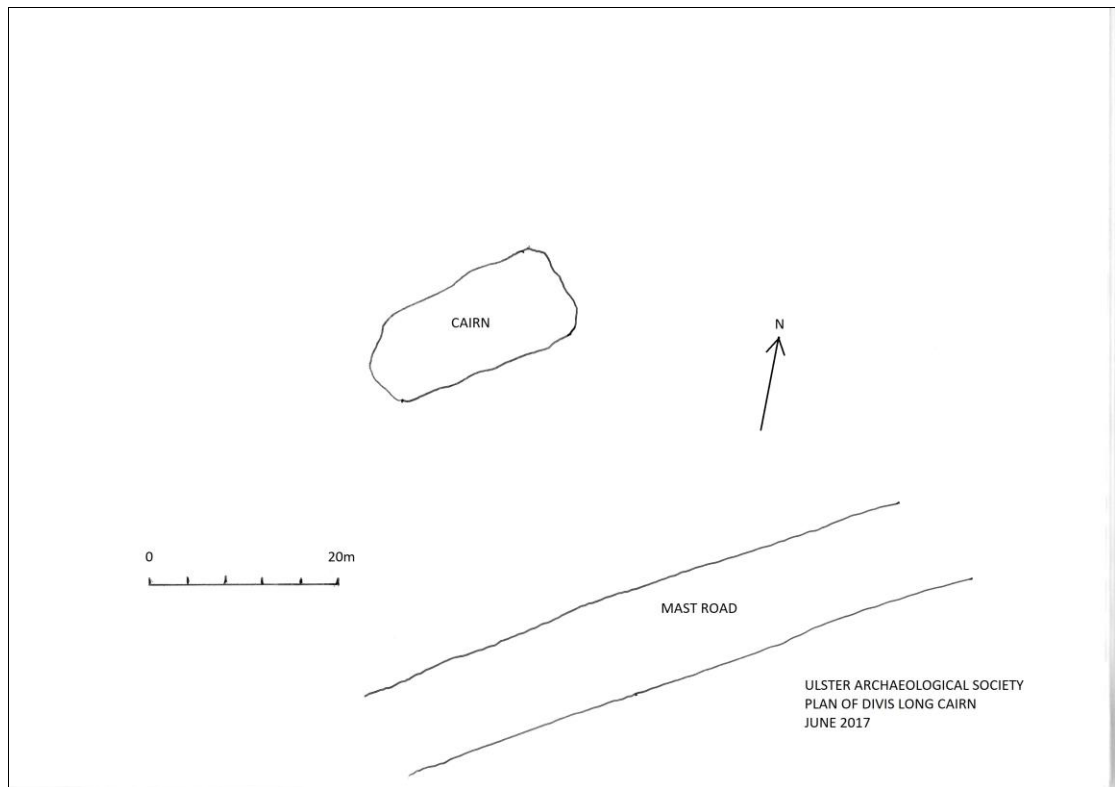 CAIRN
N
0 20m
MAST ROAD
ULSTER ARCHAEOLOGICAL SOCIETY
PLAN OF DIVIS LONG CAIRN
JUNE 2017